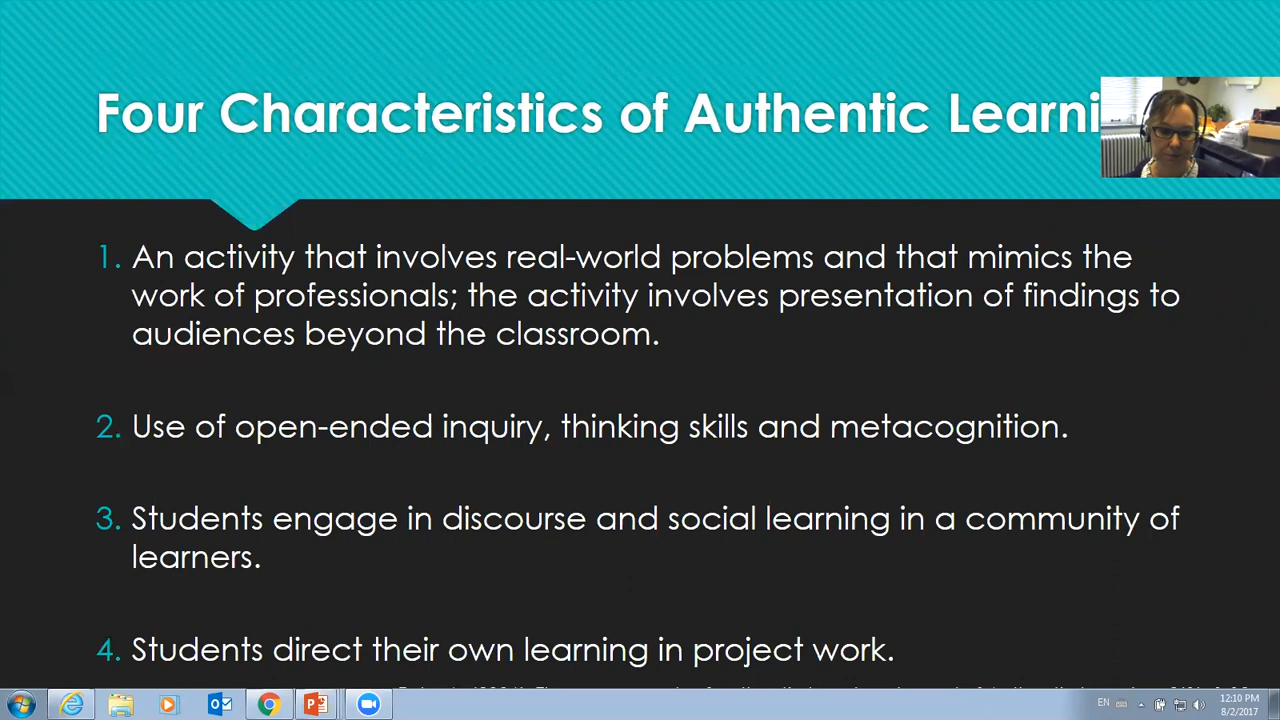 Four Characteristics of Authentic Learni
1. An activity that involves real-world problems and that mimics the
work of professionals; the activity involves presentation of findings to
audiences beyond the classroom.
2. Use of open-ended inquiry, thinking skills and metacognition.
3. Students engage in discourse and social learning in a community of
learners.
4. Students direct their own learning in project work.
EN
12:10 PM
8/2/2017